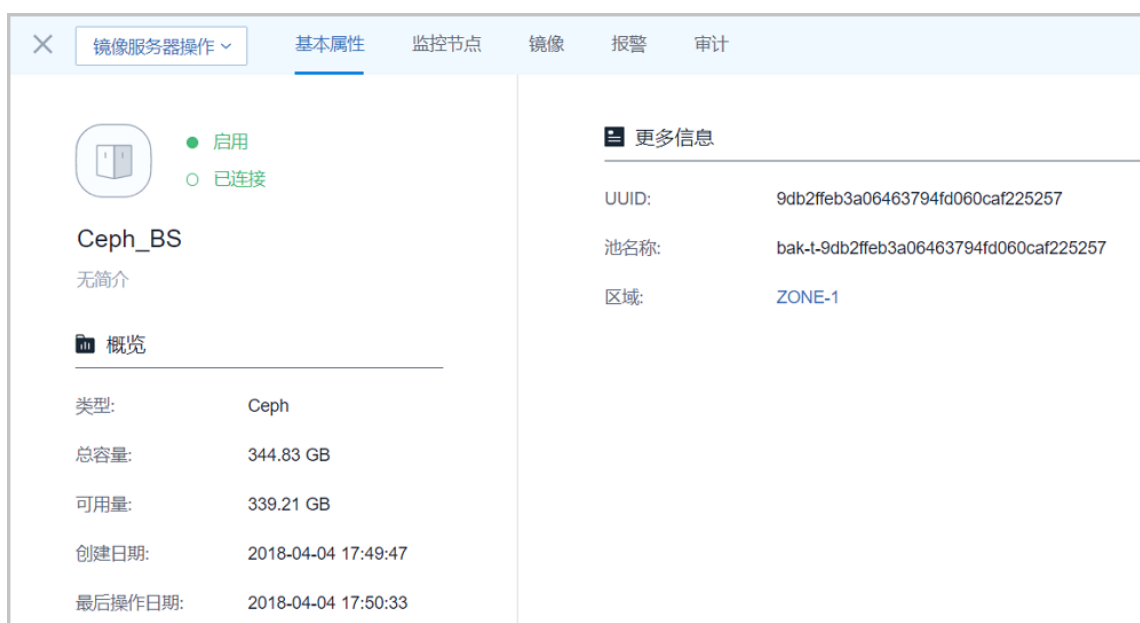 镜像服务器操作 基本属性 监控节点 镜像 报警 审计
启用
已连接
Ceph_BS
无简介
概览
类型: Ceph
总容量: 344.83 GB
可用量: 339.21 GB
创建日期: 2018-04-04 17:49:47
最后操作日期: 2018-04-04 17:50:33
更多信息
UUID: 9db2ffeb3a06463794fd060caf225257
池名称: bak-t-9db2ffeb3a06463794fd060caf225257
区域: ZONE-1